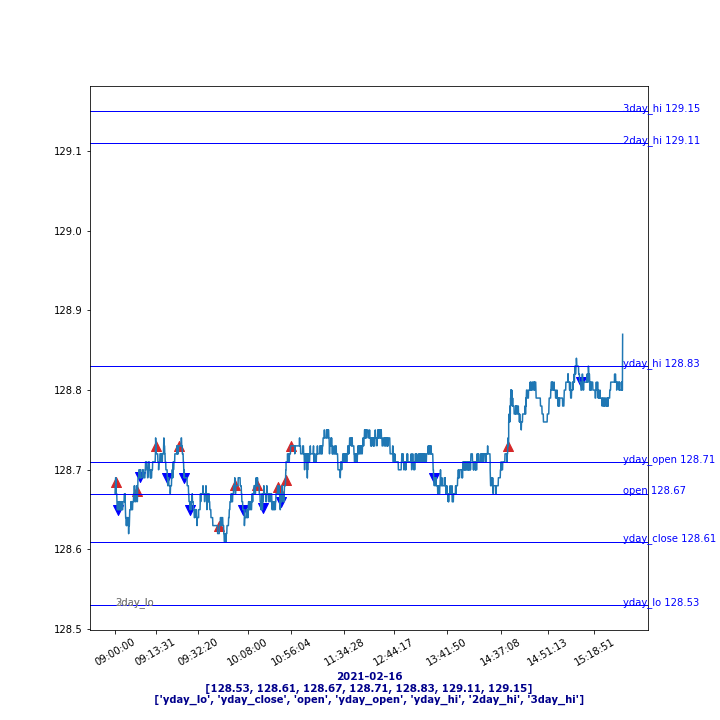 3day_hi 129.15
2day_hi 129.11
129.1
129.0
128.9
yday_hi 128.83
128.8
yday_open 128.71
128.7
open 128.67
128.6
yday_close 128.61
3day_lo
yday_lo 128.53
128.5
09:00:00 09:13:31 09:32:20 10:08:00 10:56:04 11:34:28 12:44:17 13:41:50 14:37:08 14:51:13 15:18:51
2021-02-16
[128.53, 128.61, 128.67, 128.71, 128.83, 129.11, 129.15]
['yday_lo', 'yday_close', 'open', 'yday_open', 'yday_hi', '2day_hi', '3day_hi']